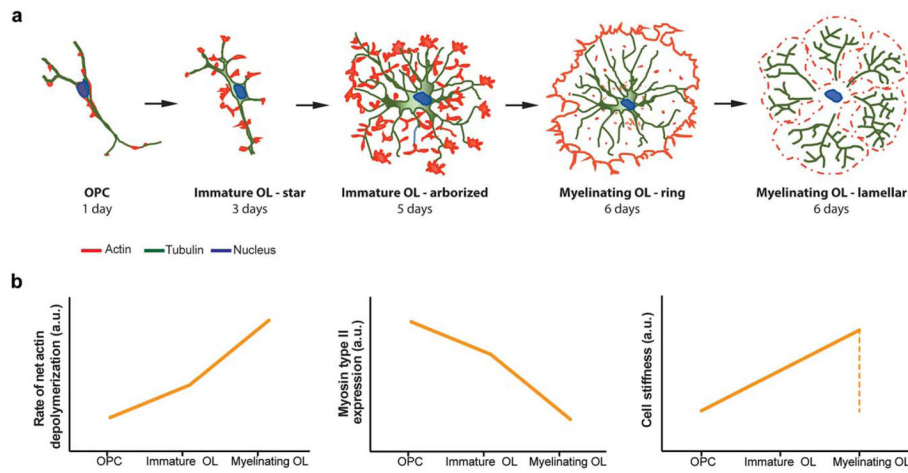 a
OPC
1 day
Immature OL - star
3 days
Immature OL - arborized
5 days
Myelinating OL - ring
6 days
Myelinating OL - lamellar
6 days
Actin
Tubulin
Nucleus
b
Rate of net actin
depolymerization (a.u.)
OPC
Immature OL
Myelinating OL
Myosin type II
expression (a.u.)
OPC
Immature OL
Myelinating OL
Cell stiffness (a.u.)
OPC
Immature OL
Myelinating OL